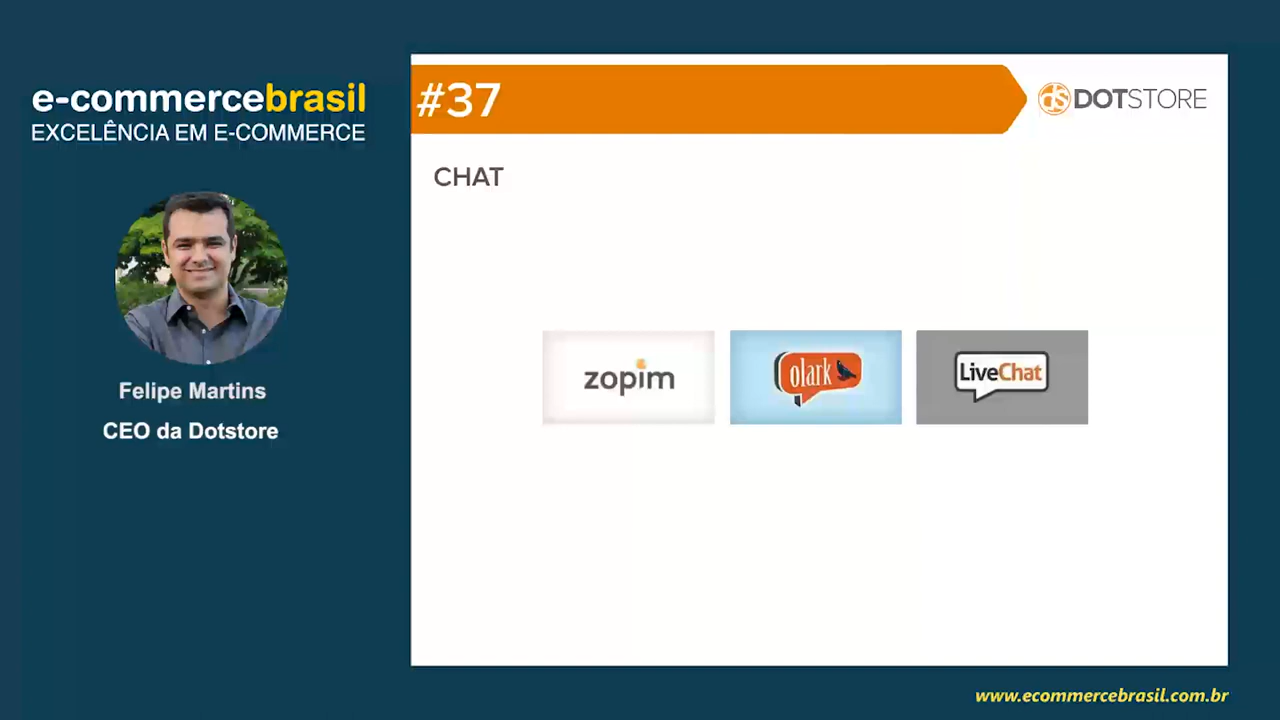 e-commercebrasil
EXCELÊNCIA EM E-COMMERCE
Felipe Martins
CEO da Dotstore
#37
ds DOTSTORE
CHAT
zopim
olark
LiveChat
www.ecommercebrasil.com.br